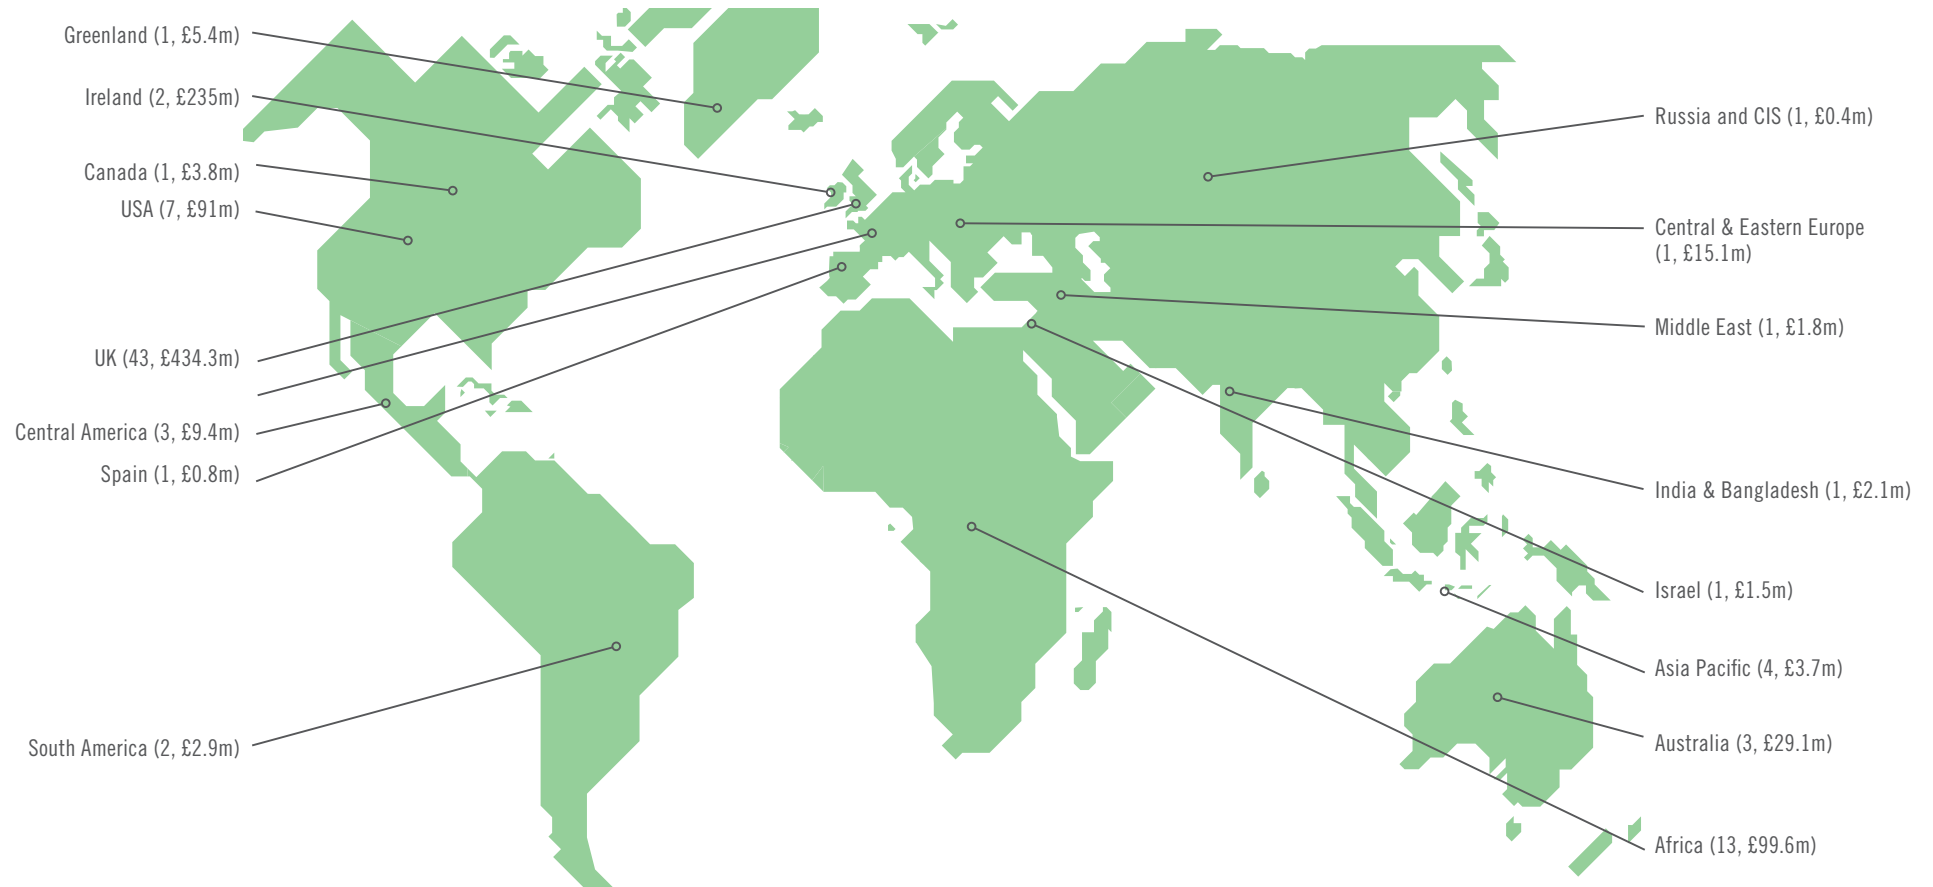 Greenland (1, £5.4m)
Ireland (2, £235m)
Canada (1, £3.8m)
USA (7, £91m)
UK (43, £434.3m)
Central America (3, £9.4m)
Spain (1, £0.8m)
South America (2, £2.9m)
Russia and CIS (1, £0.4m)
Central & Eastern Europe
(1, £15.1m)
Middle East (1, £1.8m)
India & Bangladesh (1, £2.1m)
Israel (1, £1.5m)
Asia Pacific (4, £3.7m)
Australia (3, £29.1m)
Africa (13, £99.6m)